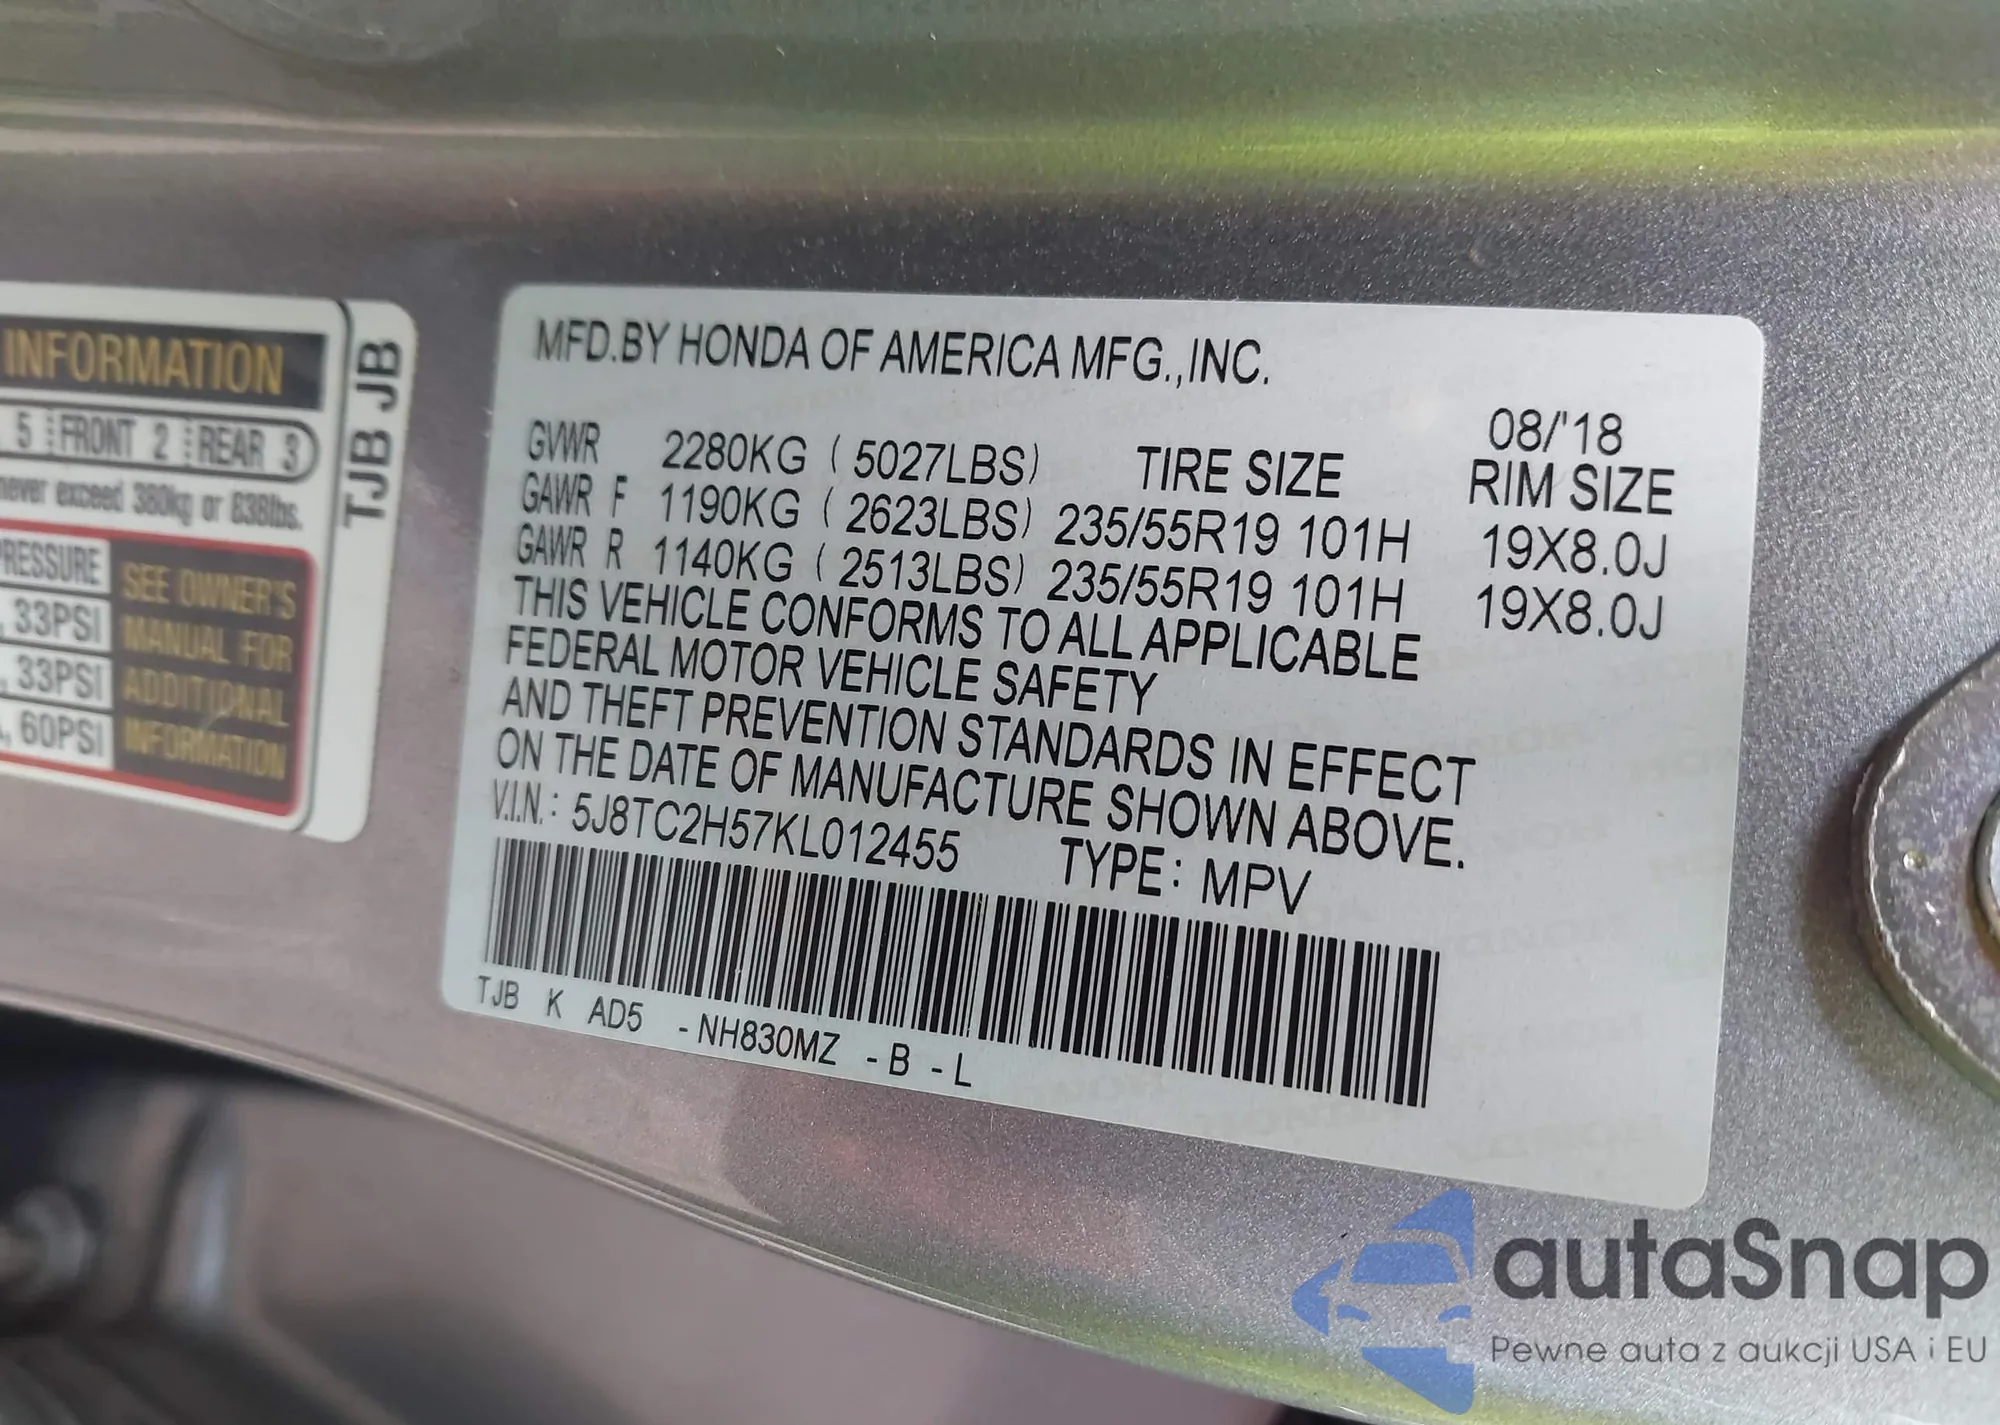 INFORMATION
5 FRONT 2 REAR 3
never exceed 380kg or 838lbs.
PRESSURE
, 33PSI
, 33PSI
, 60PSI
SEE OWNER'S
MANUAL FOR
ADDITIONAL
INFORMATION
TJB JB
MFD.BY HONDA OF AMERICA MFG.,INC.
08/'18
GVWR 2280KG ( 5027LBS) TIRE SIZE RIM SIZE
GAWR F 1190KG ( 2623LBS) 235/55R19 101H 19X8.0J
GAWR R 1140KG ( 2513LBS) 235/55R19 101H 19X8.0J
THIS VEHICLE CONFORMS TO ALL APPLICABLE
FEDERAL MOTOR VEHICLE SAFETY
AND THEFT PREVENTION STANDARDS IN EFFECT
ON THE DATE OF MANUFACTURE SHOWN ABOVE.
V.I.N.: 5J8TC2H57KL012455 TYPE: MPV
TJB K AD5 -NH830MZ -B -L
autaSnap
Pewne auta z aukcji USA i EU